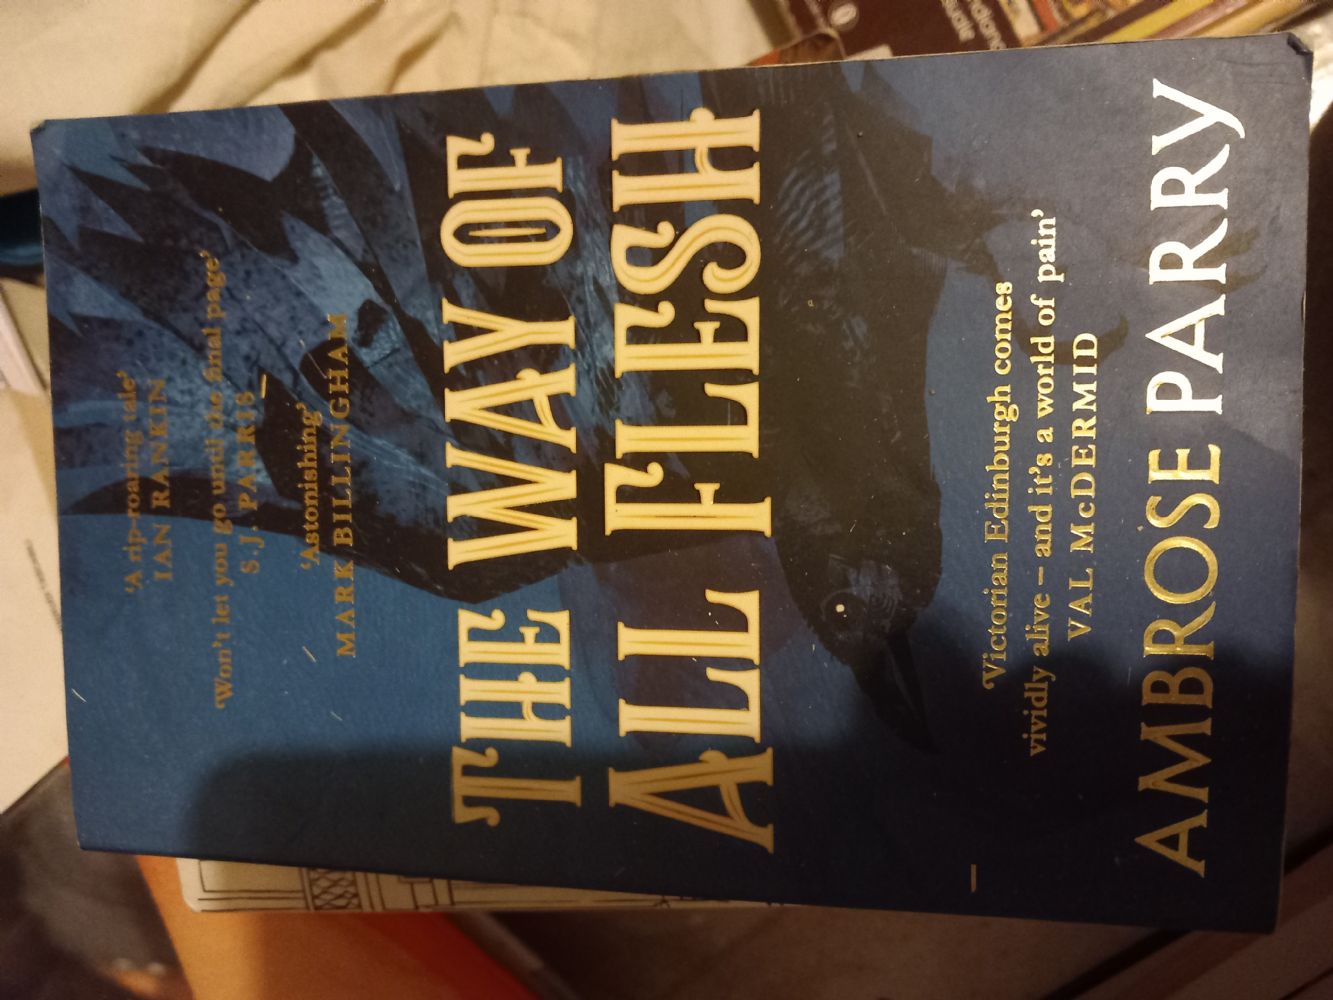 'A rip-roaring tale'
IAN RANKIN
'Won't let you go until the final page'
S.J. PARRIS
'Astonishing'
MARK BILLINGHAM
THE WAY OF
ALL FLESH
'Victorian Edinburgh comes
vividly alive – and it's a world of pain'
VAL McDERMID
AMBROSE PARRY